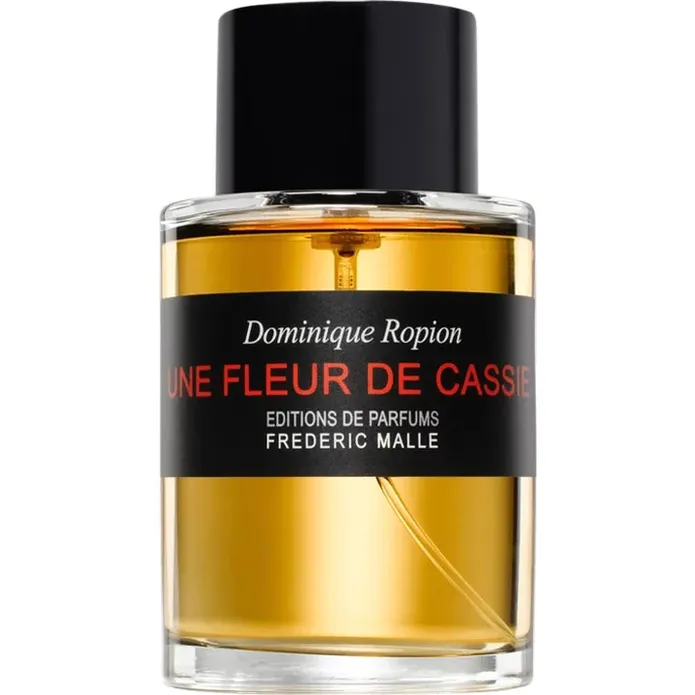 Dominique Ropion
UNE FLEUR DE CASSIE
EDITIONS DE PARFUMS
FREDERIC MALLE